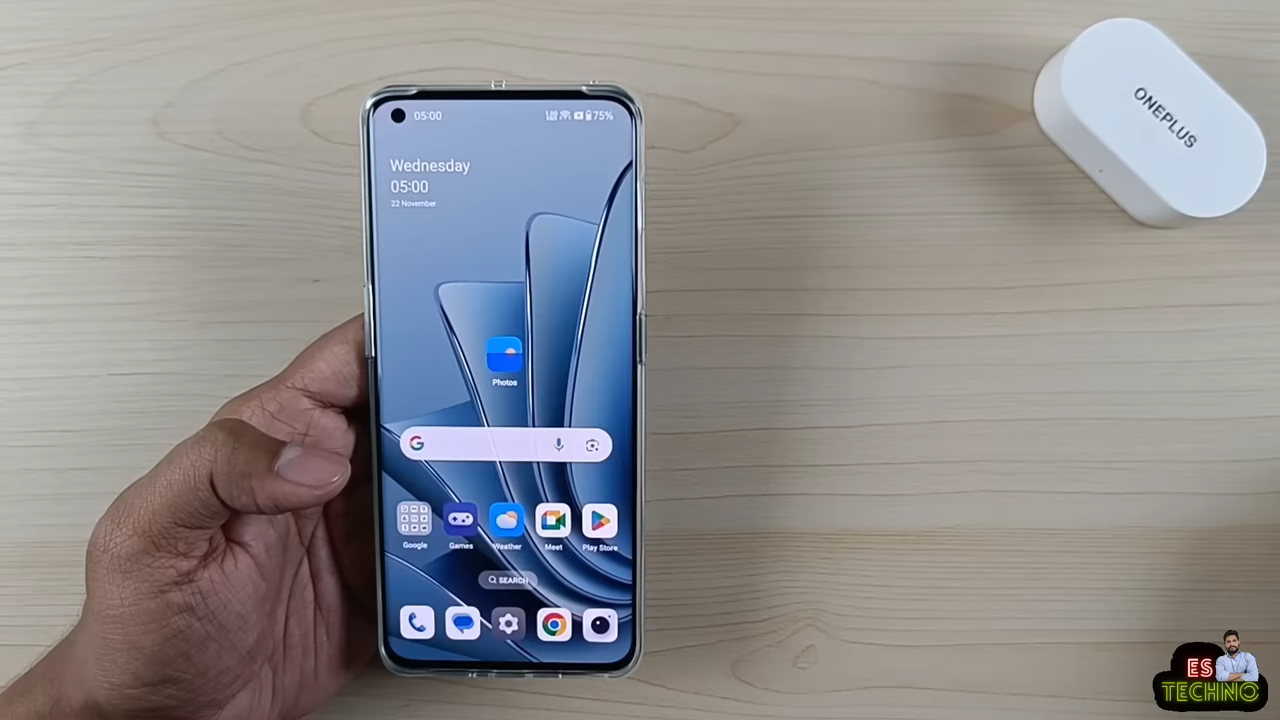 05:00
75%
Wednesday
05:00
22 November
ONEPLUS
Photos
G
Google
Games
Weather
Meet
Play Store
SEARCH
ES
TECHNO